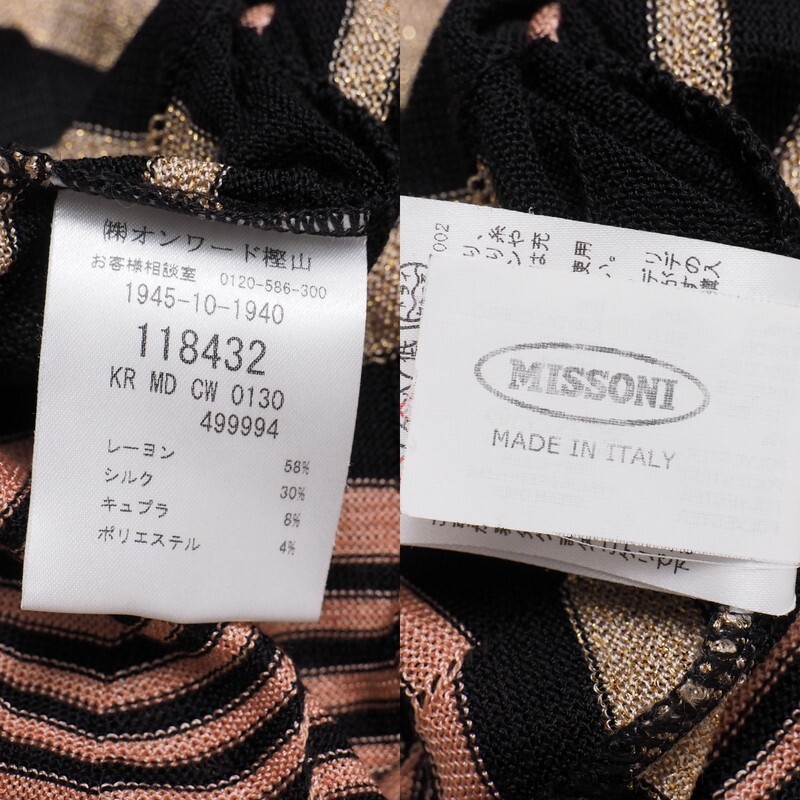 ㈱オンワード樫山
お客様相談室 0120-586-300
1945-10-1940
118432
KR MD CW 0130
499994
レーヨン 58%
シルク 30%
キュプラ 8%
ポリエステル 4%
002
MISSONI
MADE IN ITALY